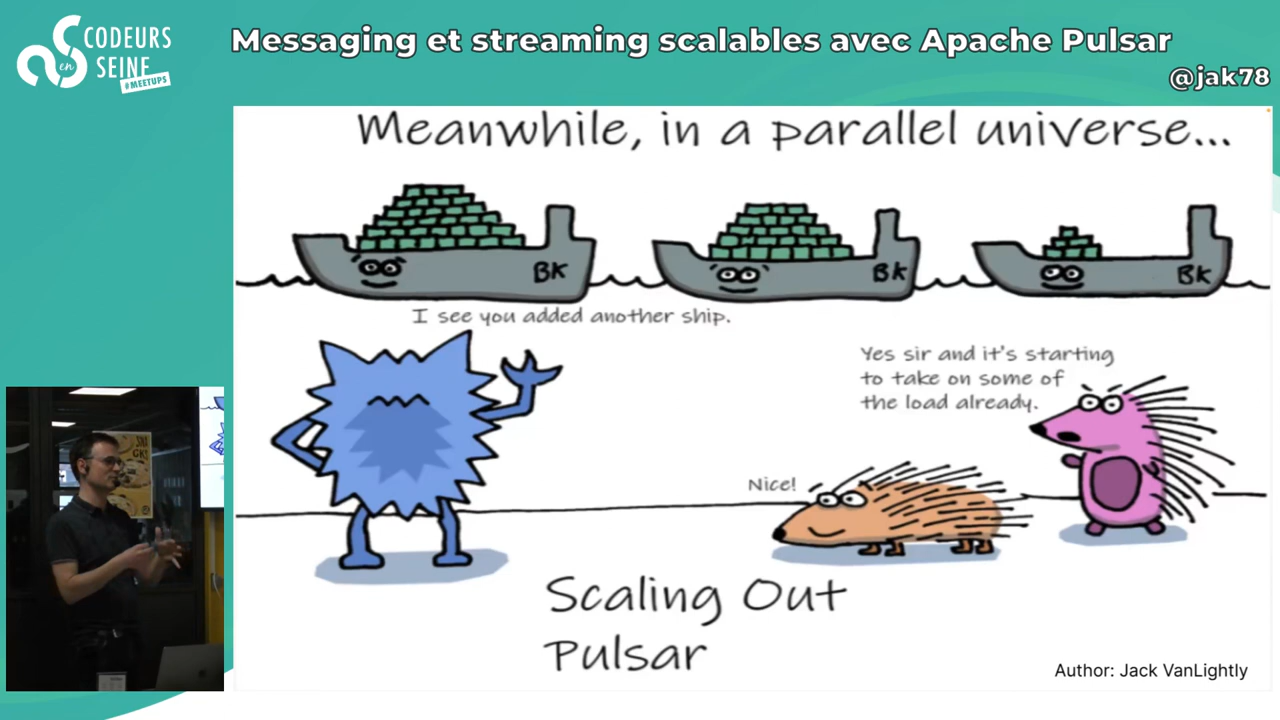 CODEURS
en
SEINE
#MEETUPS
Messaging et streaming scalables avec Apache Pulsar
@jak78
Meanwhile, in a parallel universe...
BK
BK
BK
I see you added another ship.
Yes sir and it's starting
to take on some of
the load already.
Nice!
Scaling Out
Pulsar
Author: Jack VanLightly